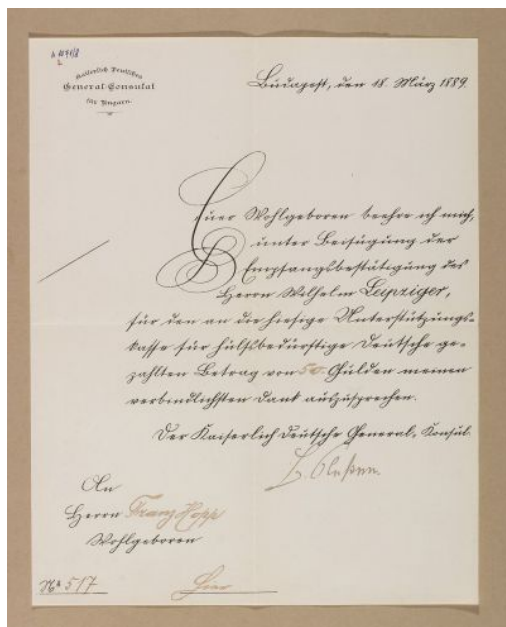 Kaiserlich Deutsches
General-Consulat
für Ungarn.
Budapest, den 18. März 1889.
Euer Wohlgeboren beehre ich mich,
unter Beifügung der
Empfangsbestätigung des
Herrn Wilhelm Leipziger,
für den an die hiesige Unterstützungs-
kasse für hülfsbedürftige Deutsche ge-
zahlten Betrag von 50 Gulden meinen
verbindlichsten Dank auszusprechen.
Der Kaiserlich Deutsche General-Konsul.
An
Herrn Franz Hopp
Wohlgeboren
No 517
Hier